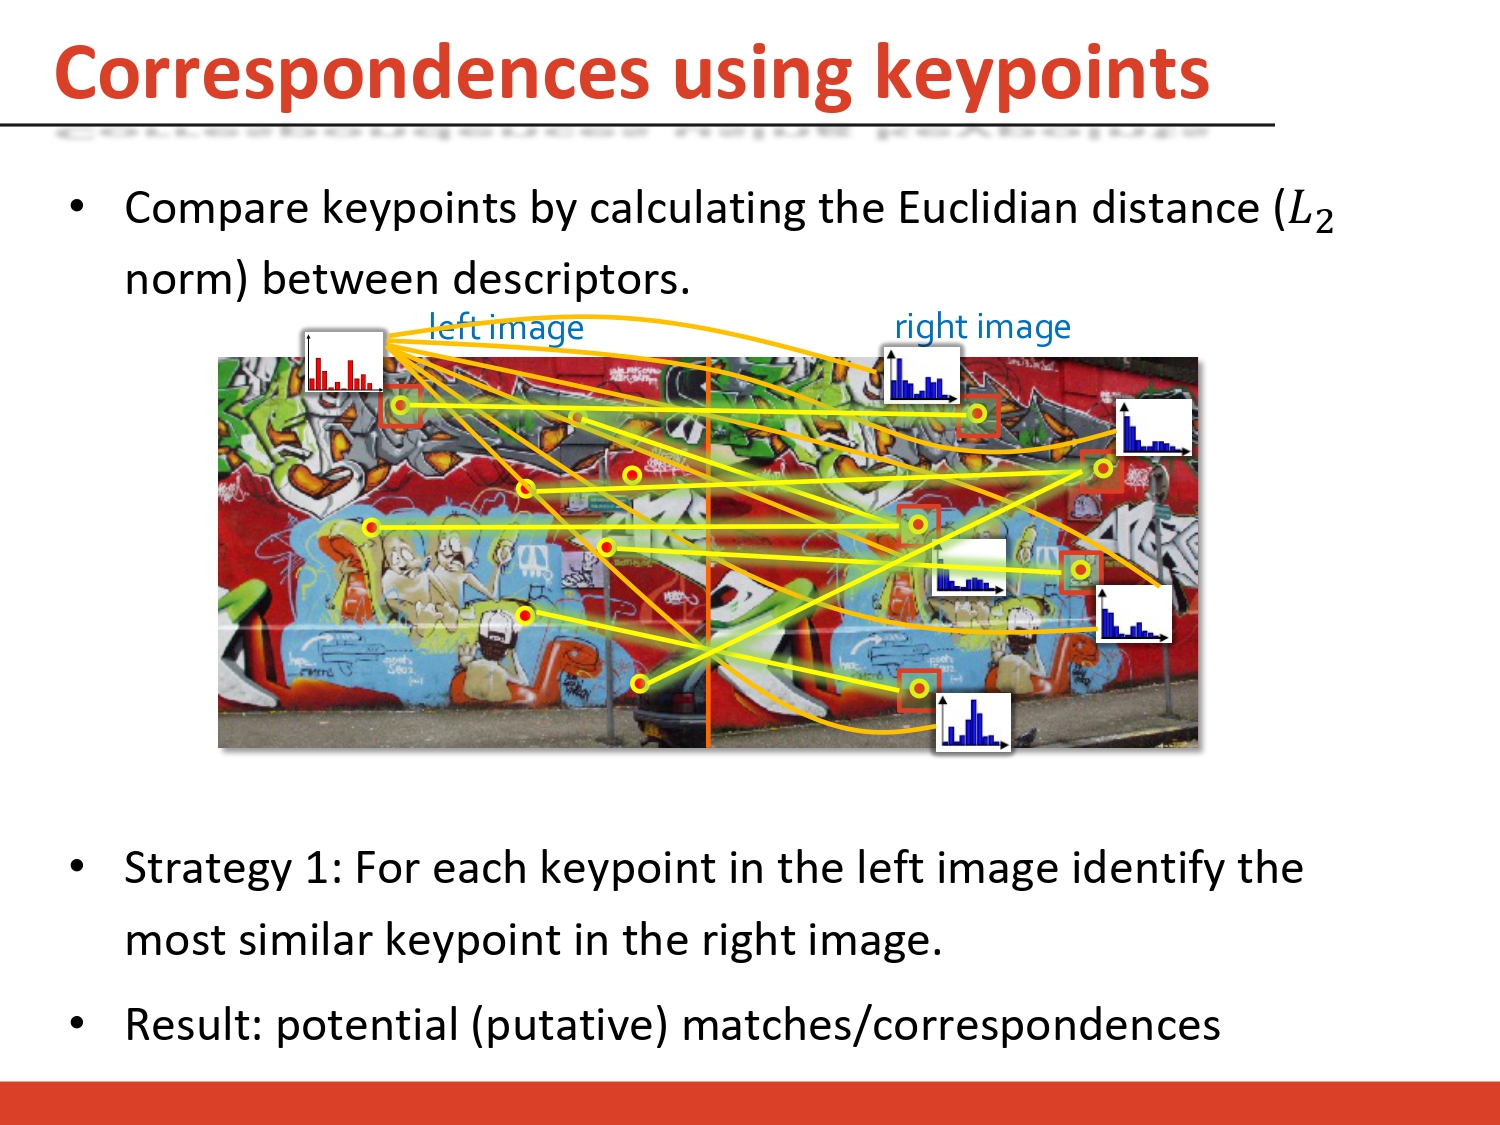 Correspondences using keypoints
• Compare keypoints by calculating the Euclidian distance (L₂
norm) between descriptors.
left image
right image
• Strategy 1: For each keypoint in the left image identify the
most similar keypoint in the right image.
• Result: potential (putative) matches/correspondences